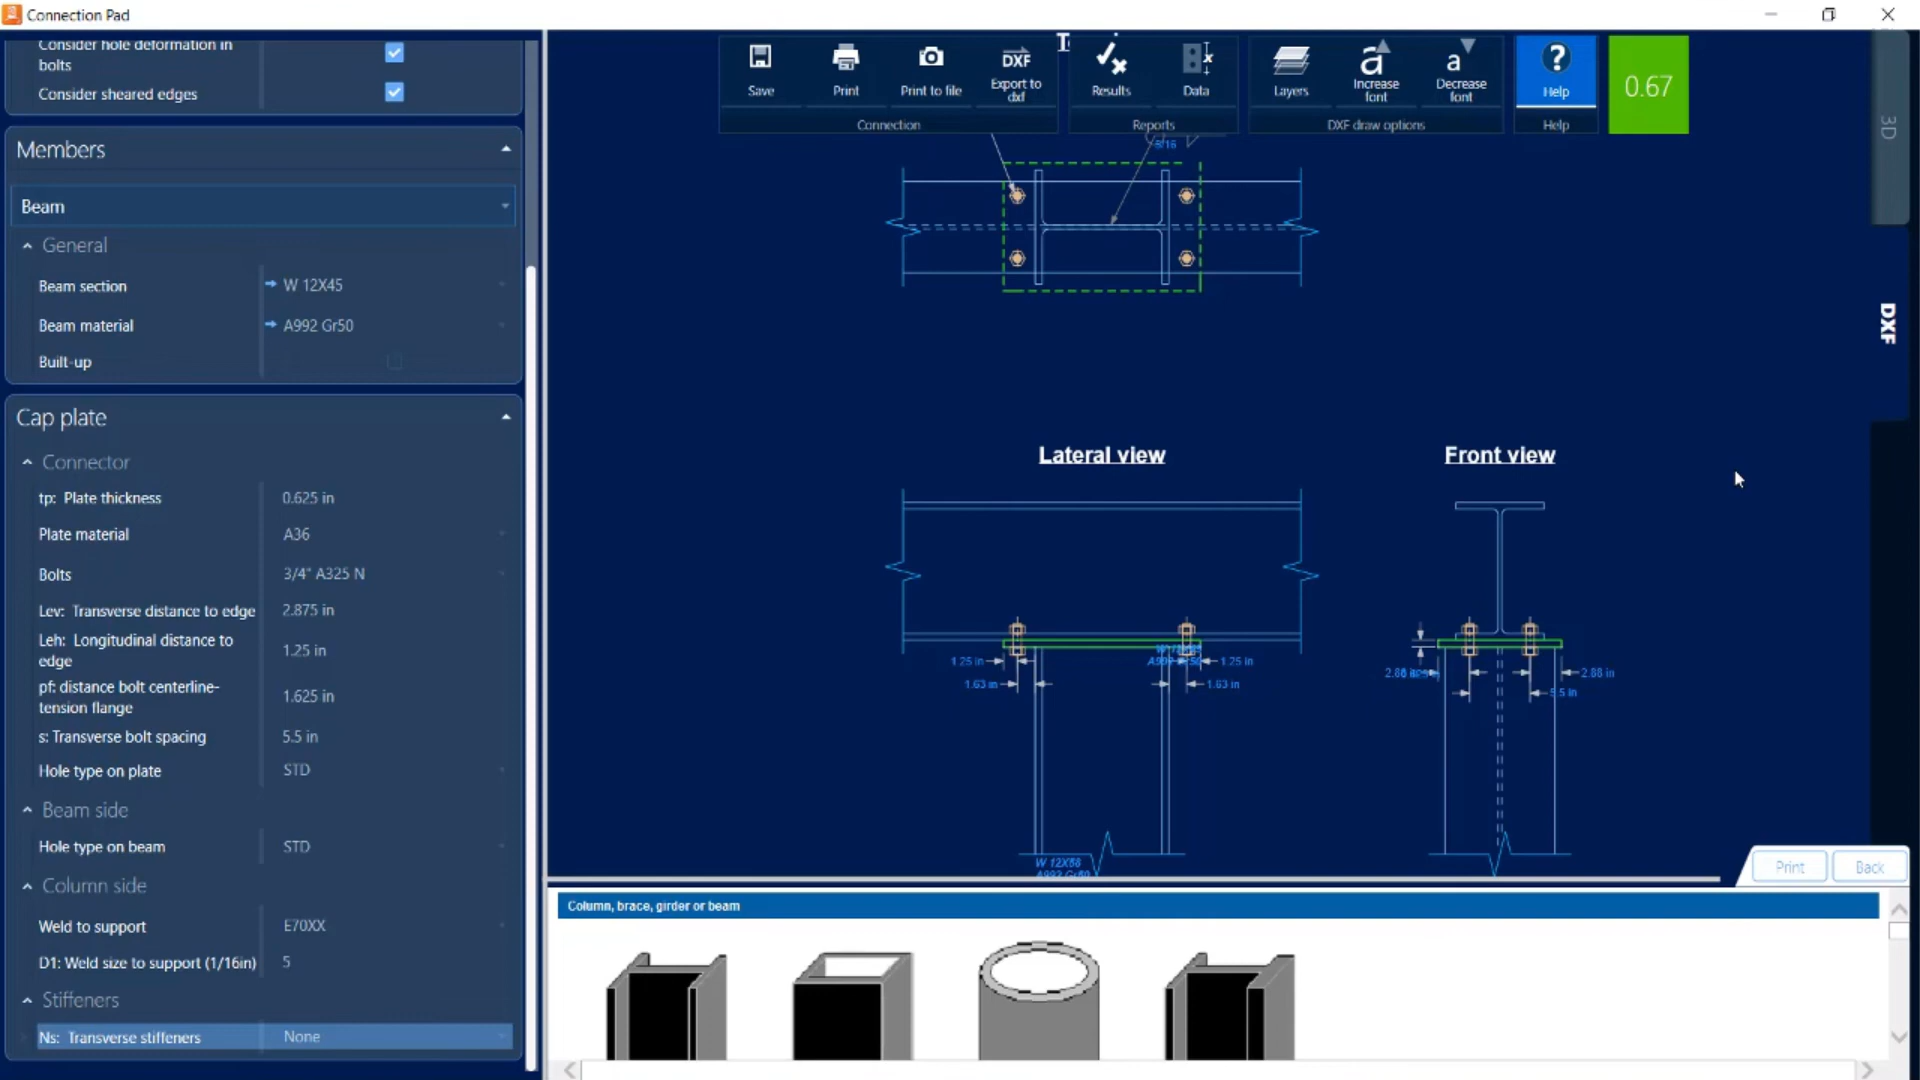 Connection Pad
Consider hole deformation in
bolts
Consider sheared edges
Members
Beam
General
Beam section
W 12X45
Beam material
A992 Gr50
Built-up
Cap plate
Connector
tp: Plate thickness
0.625 in
Plate material
A36
Bolts
3/4" A325 N
Lev: Transverse distance to edge
2.875 in
Leh: Longitudinal distance to
edge
1.25 in
pf: distance bolt centerline-
tension flange
1.625 in
s: Transverse bolt spacing
5.5 in
Hole type on plate
STD
Beam side
Hole type on beam
STD
Column side
Weld to support
E70XX
D1: Weld size to support (1/16in)
5
Stiffeners
Ns: Transverse stiffeners
None
Save
Print
Print to file
DXF
Export to
dxf
Connection
Results
Data
Reports
Layers
Increase
font
Decrease
font
DXF draw options
?
Help
Help
0.67
3D
DXF
5/16
Lateral view
Front view
1.25 in
1.25 in
1.63 in
1.63 in
2.88 in
5.5 in
W 12X58
A992 Gr50
Print
Back
Column, brace, girder or beam